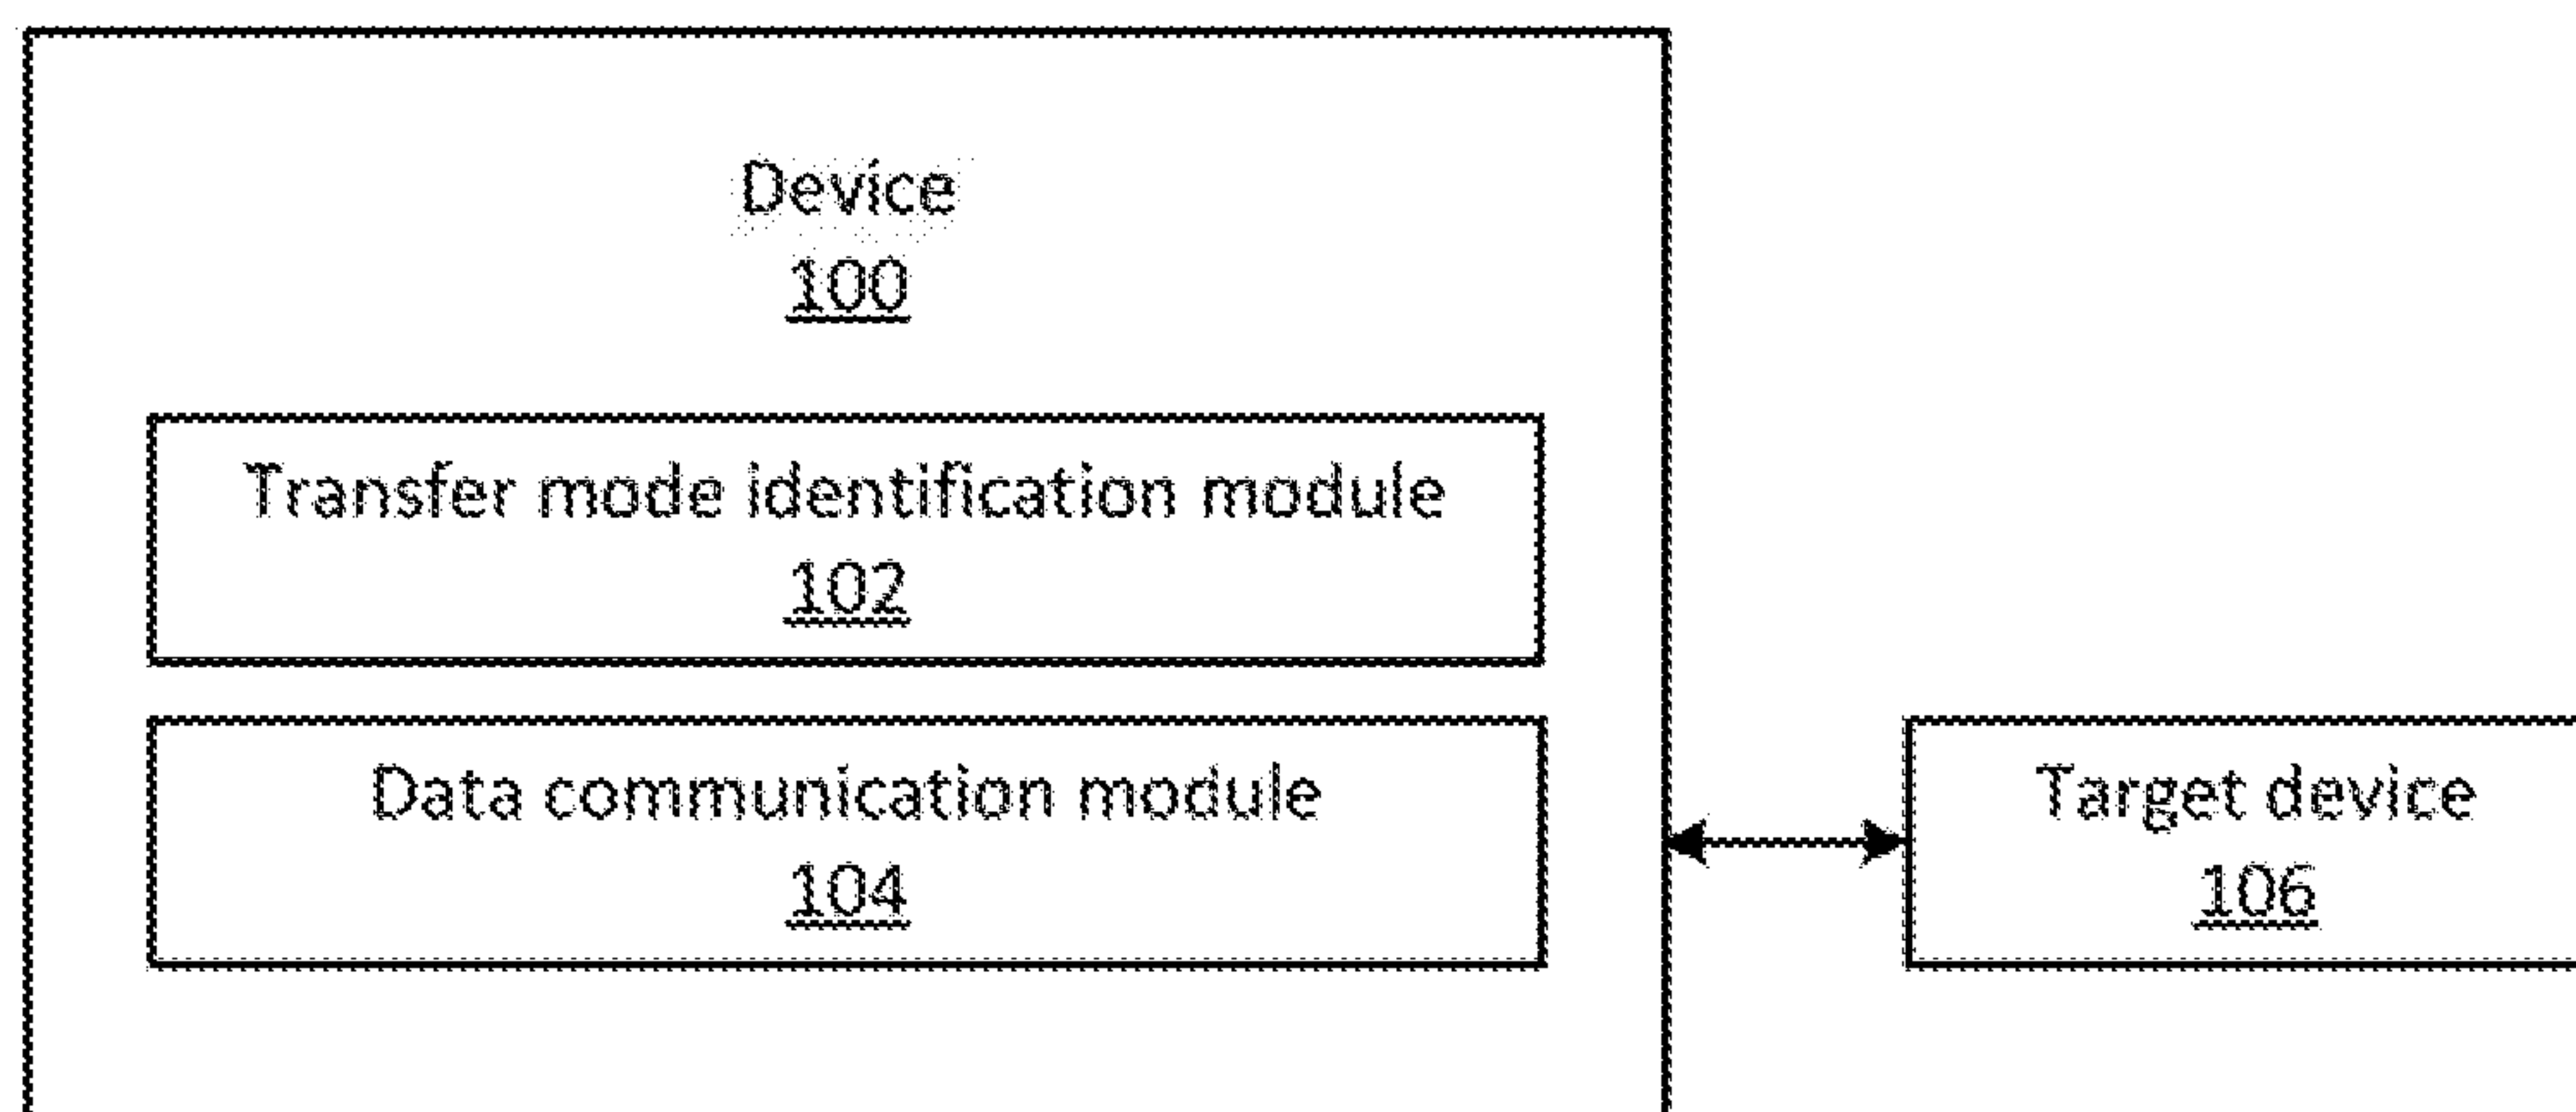 Device
100
Transfer mode identification module
102
Data communication module
104
Target device
106